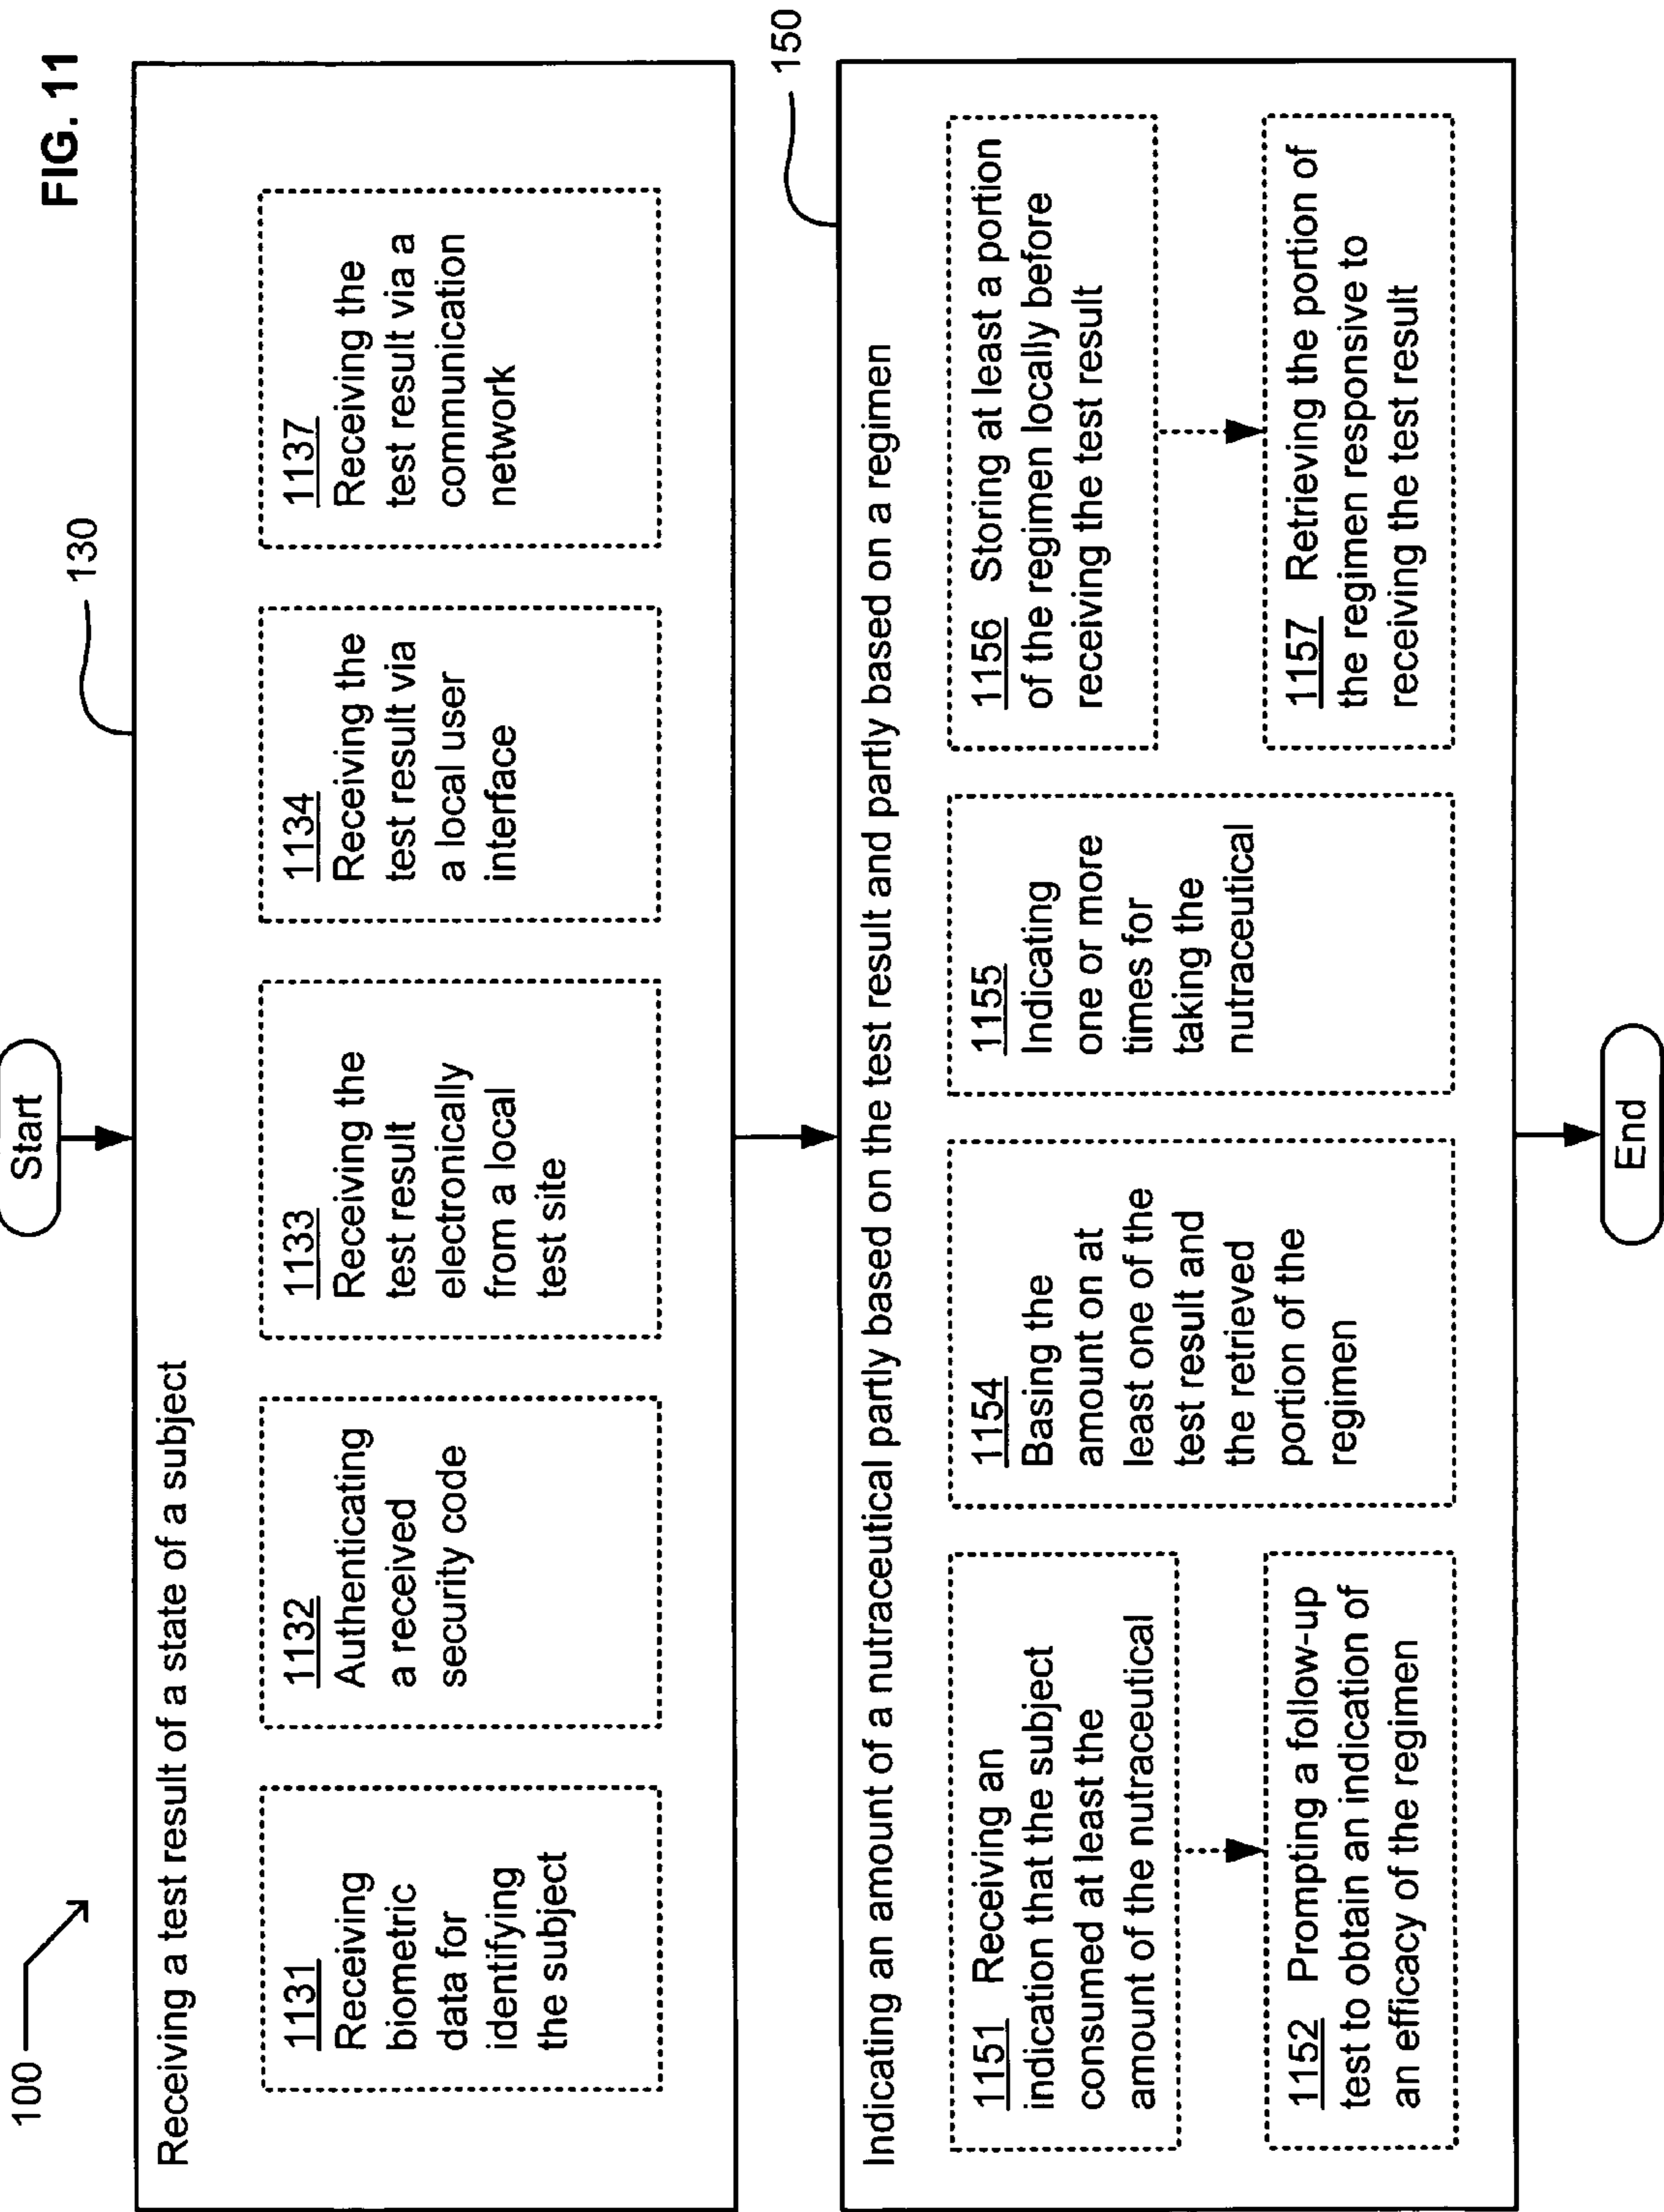 FIG. 11
100
Start
130
Receiving a test result of a state of a subject
1131
Receiving
biometric
data for
identifying
the subject
1132
Authenticating
a received
security code
1133
Receiving the
test result
electronically
from a local
test site
1134
Receiving the
test result via
a local user
interface
1137
Receiving the
test result via a
communication
network
150
Indicating an amount of a nutraceutical partly based on the test result and partly based on a regimen
1151 Receiving an
indication that the subject
consumed at least the
amount of the nutraceutical
1152 Prompting a follow-up
test to obtain an indication of
an efficacy of the regimen
1154
Basing the
amount on at
least one of the
test result and
the retrieved
portion of the
regimen
1155
Indicating
one or more
times for
taking the
nutraceutical
1156 Storing at least a portion
of the regimen locally before
receiving the test result
1157 Retrieving the portion of
the regimen responsive to
receiving the test result
End